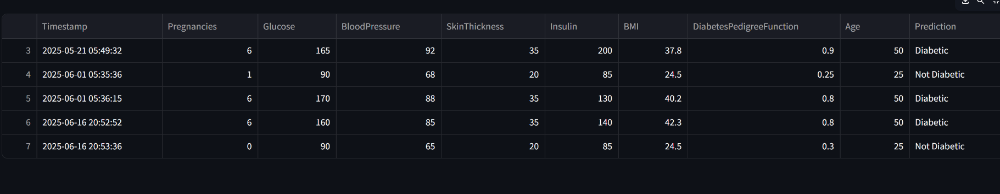 Timestamp Pregnancies Glucose BloodPressure SkinThickness Insulin BMI DiabetesPedigreeFunction Age Prediction
3 2025-05-21 05:49:32 6 165 92 35 200 37.8 0.9 50 Diabetic
4 2025-06-01 05:35:36 1 90 68 20 85 24.5 0.25 25 Not Diabetic
5 2025-06-01 05:36:15 6 170 88 35 130 40.2 0.8 50 Diabetic
6 2025-06-16 20:52:52 6 160 85 35 140 42.3 0.8 50 Diabetic
7 2025-06-16 20:53:36 0 90 65 20 85 24.5 0.3 25 Not Diabetic